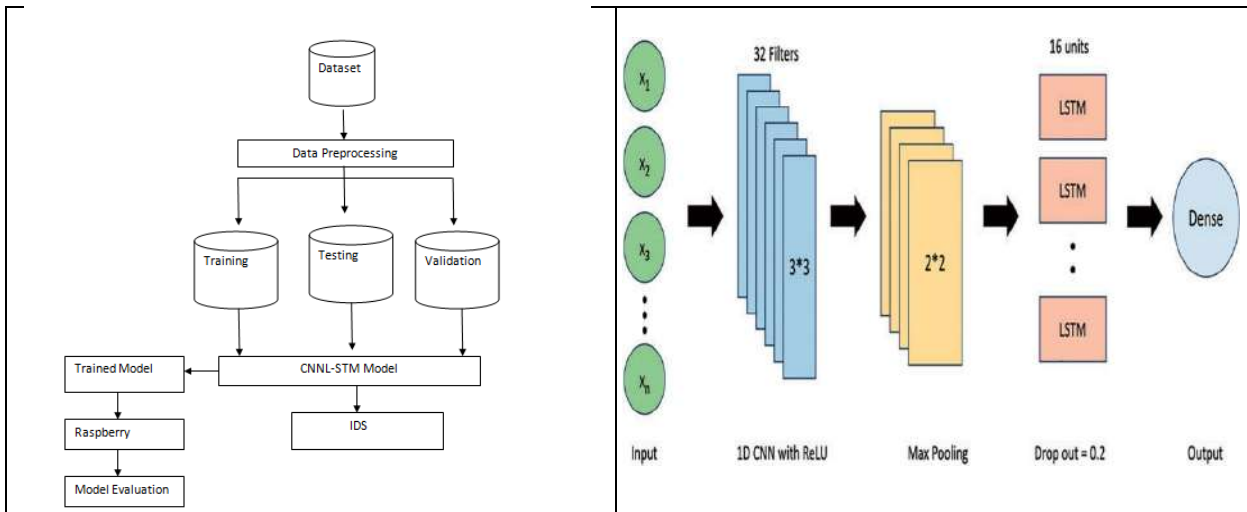 Dataset
Data Preprocessing
Training
Testing
Validation
Trained Model
CNNL-STM Model
Raspberry
IDS
Model Evaluation
32 Filters
16 units
X1
X2
X3
Xn
3*3
2*2
LSTM
LSTM
LSTM
Dense
Input
1D CNN with ReLU
Max Pooling
Drop out = 0.2
Output